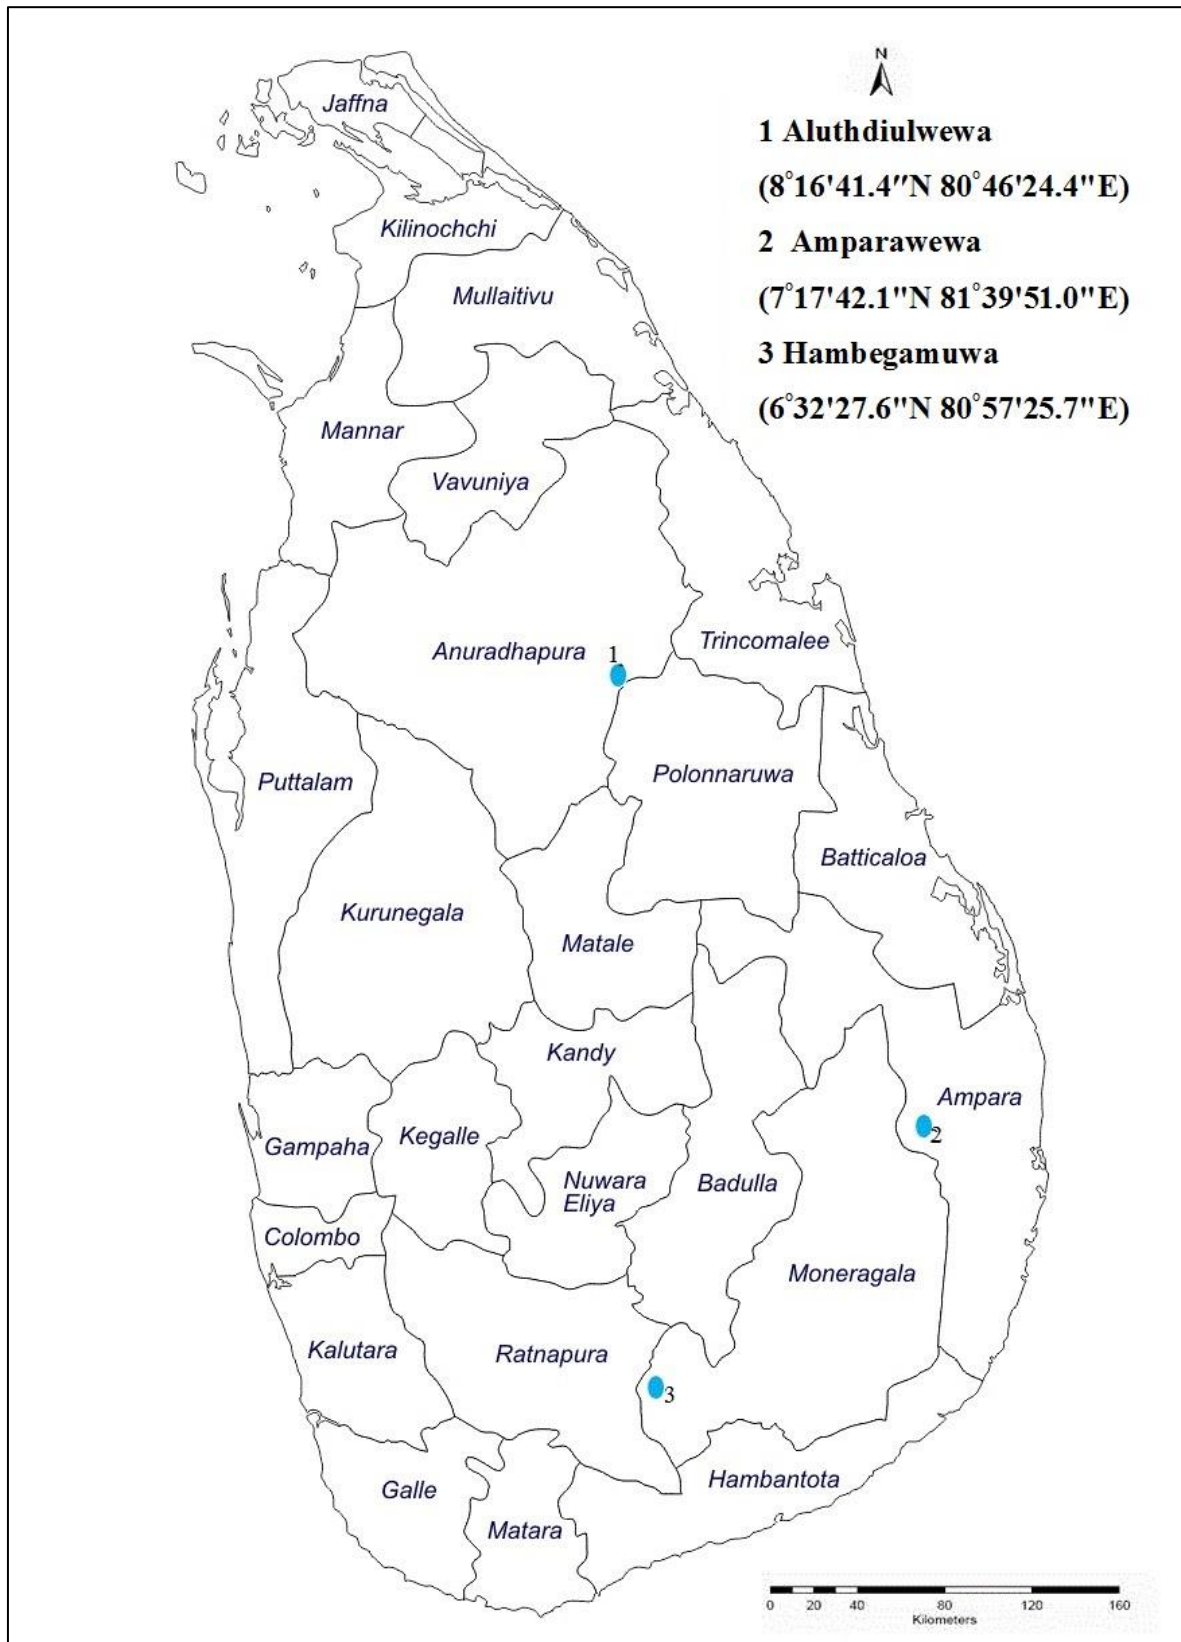 N
1 Aluthdiulwewa
(8°16'41.4"N 80°46'24.4"E)
2 Amparawewa
(7°17'42.1"N 81°39'51.0"E)
3 Hambegamuwa
(6°32'27.6"N 80°57'25.7"E)
Jaffna
Kilinochchi
Mullaitivu
Mannar
Vavuniya
Anuradhapura
1
Trincomalee
Puttalam
Polonnaruwa
Batticaloa
Kurunegala
Matale
Kandy
Ampara
2
Gampaha
Kegalle
Nuwara
Eliya
Badulla
Colombo
Moneragala
Kalutara
Ratnapura
3
Galle
Matara
Hambantota
0 20 40 80 120 160
Kilometers